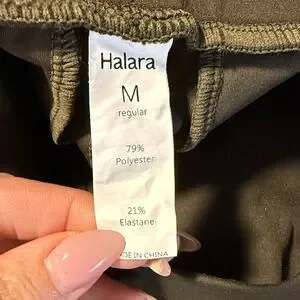 Halara
M
regular
79%
Polyester
21%
Elastane
DE IN CHINA